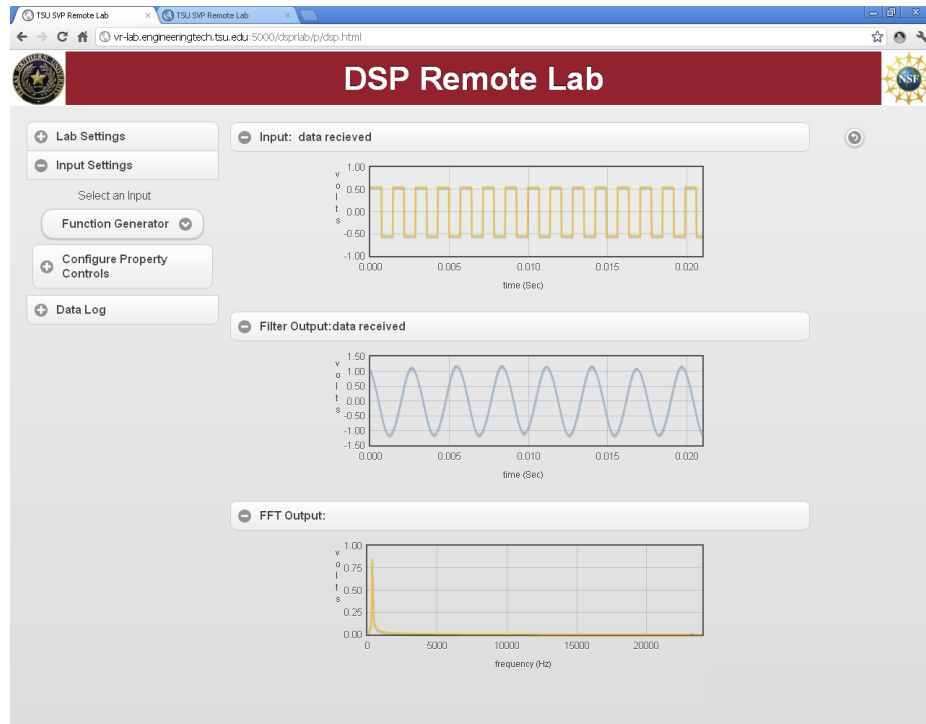 TSU SVP Remote Lab
TSU SVP Remote Lab
vr-lab.engineeringtech.tsu.edu:5000/dsprlab/p/dsp.html
DSP Remote Lab
NSF
Lab Settings
Input Settings
Select an Input
Function Generator
Configure Property
Controls
Data Log
Input: data recieved
volts
1.00
0.50
0.00
-0.50
-1.00
0.000 0.005 0.010 0.015 0.020
time (Sec)
Filter Output:data received
volts
1.50
1.00
0.50
0.00
-0.50
-1.00
-1.50
0.000 0.005 0.010 0.015 0.020
time (Sec)
FFT Output:
volts
1.00
0.75
0.50
0.25
0.00
0 5000 10000 15000 20000
frequency (Hz)